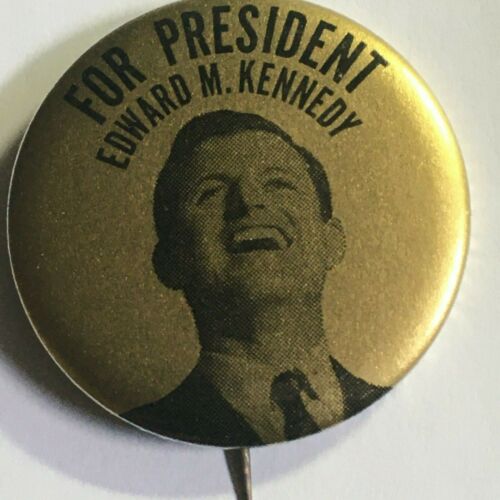 FOR PRESIDENT
EDWARD M. KENNEDY